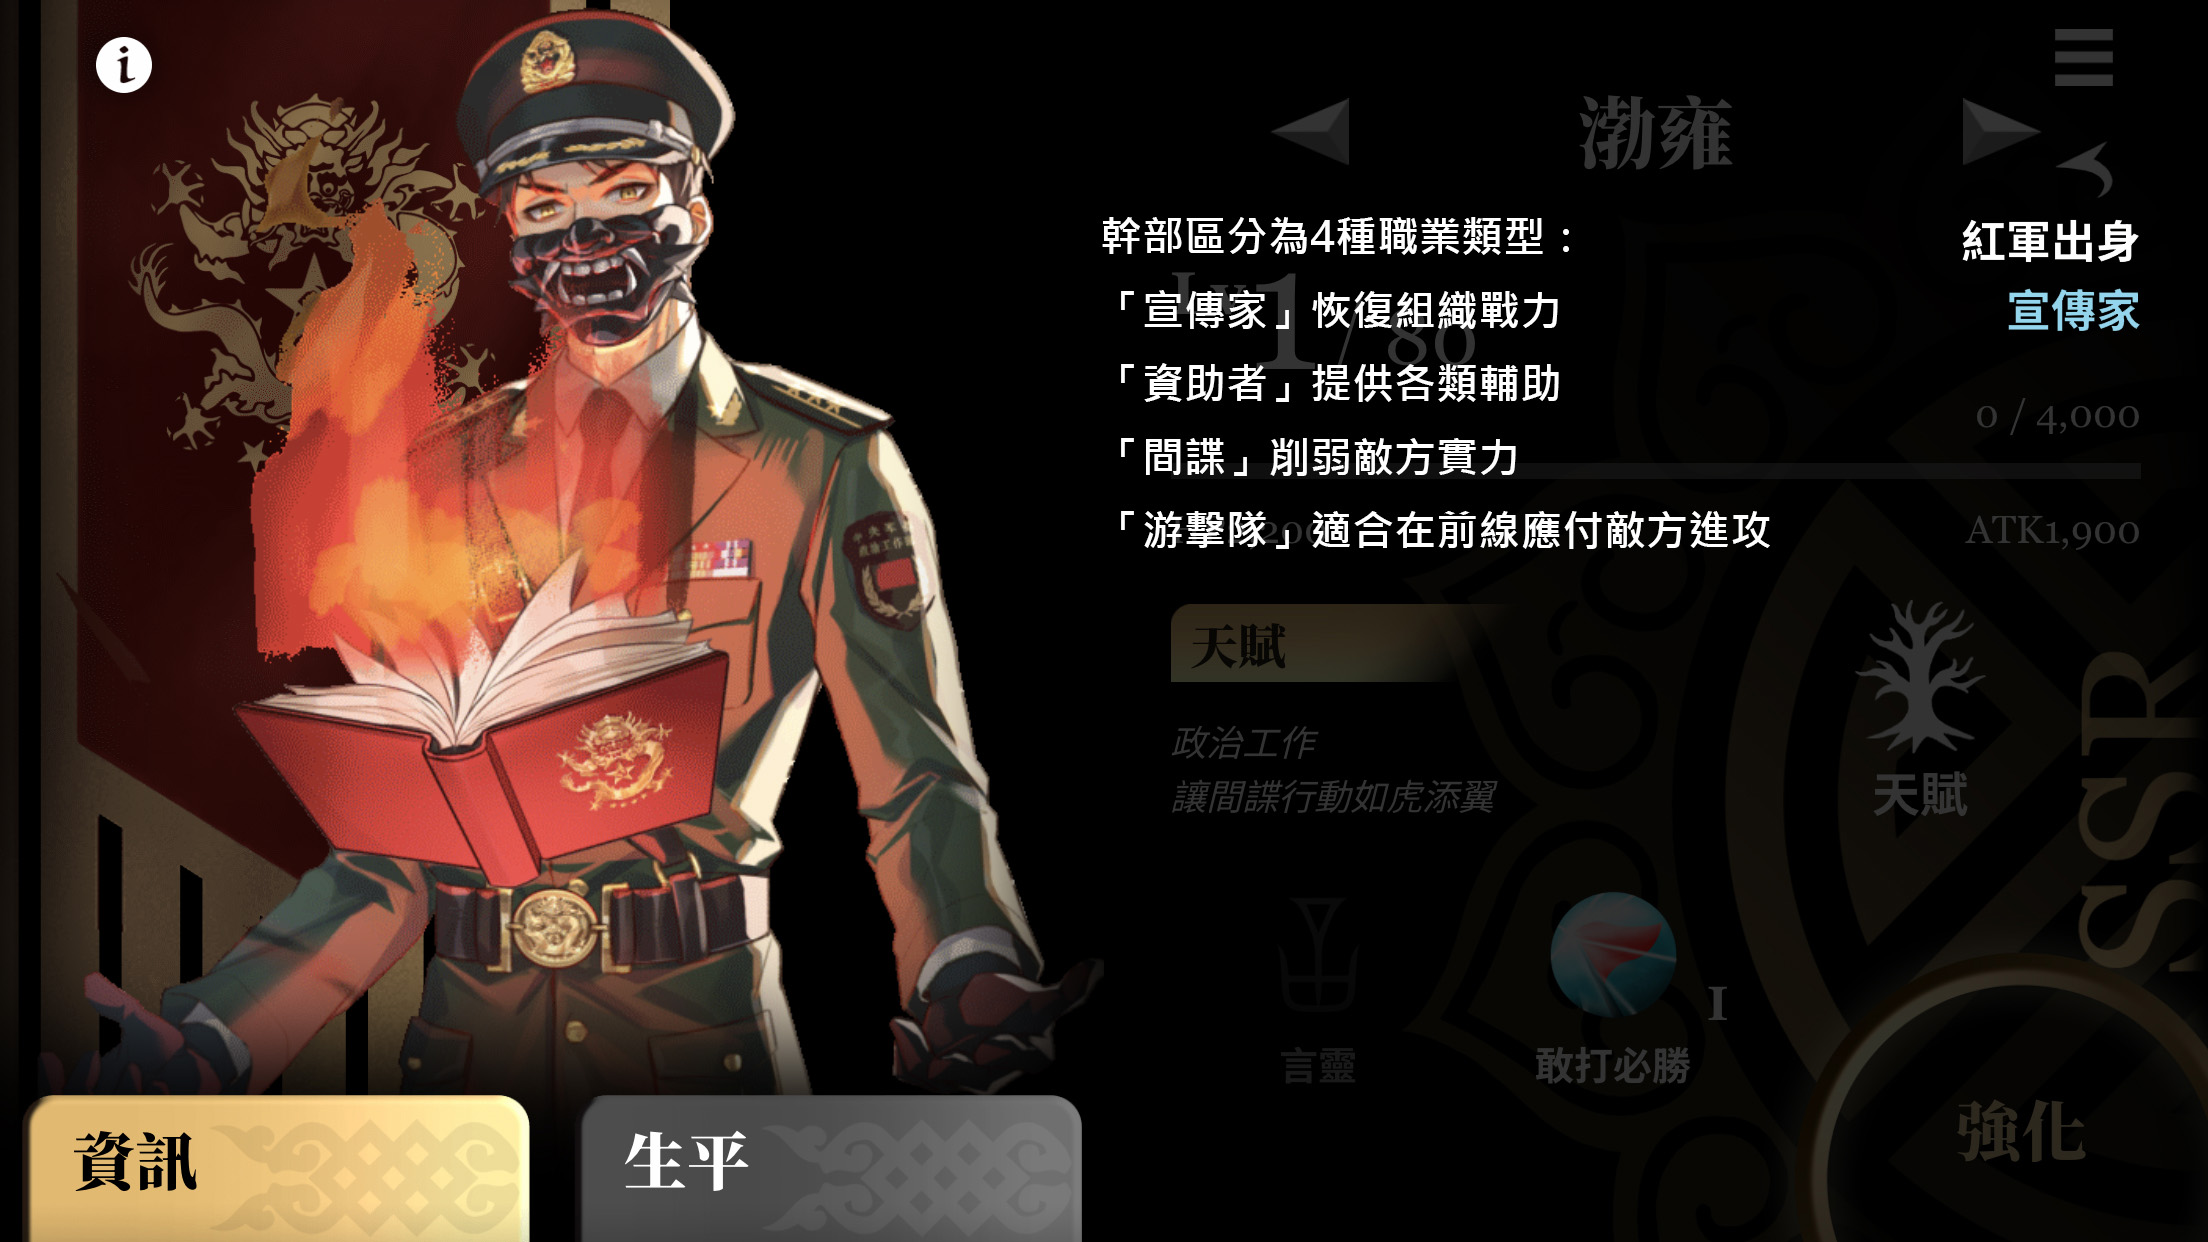 渤雍
幹部區分為4種職業類型：
紅軍出身
「宣傳家」恢復組織戰力
宣傳家
Lv1/80
「資助者」提供各類輔助
0 / 4,000
「間諜」削弱敵方實力
「游擊隊」適合在前線應付敵方進攻
ATK1,900
天賦
政治工作
讓間諜行動如虎添翼
天賦
SSR
I
言靈
敢打必勝
強化
資訊
生平